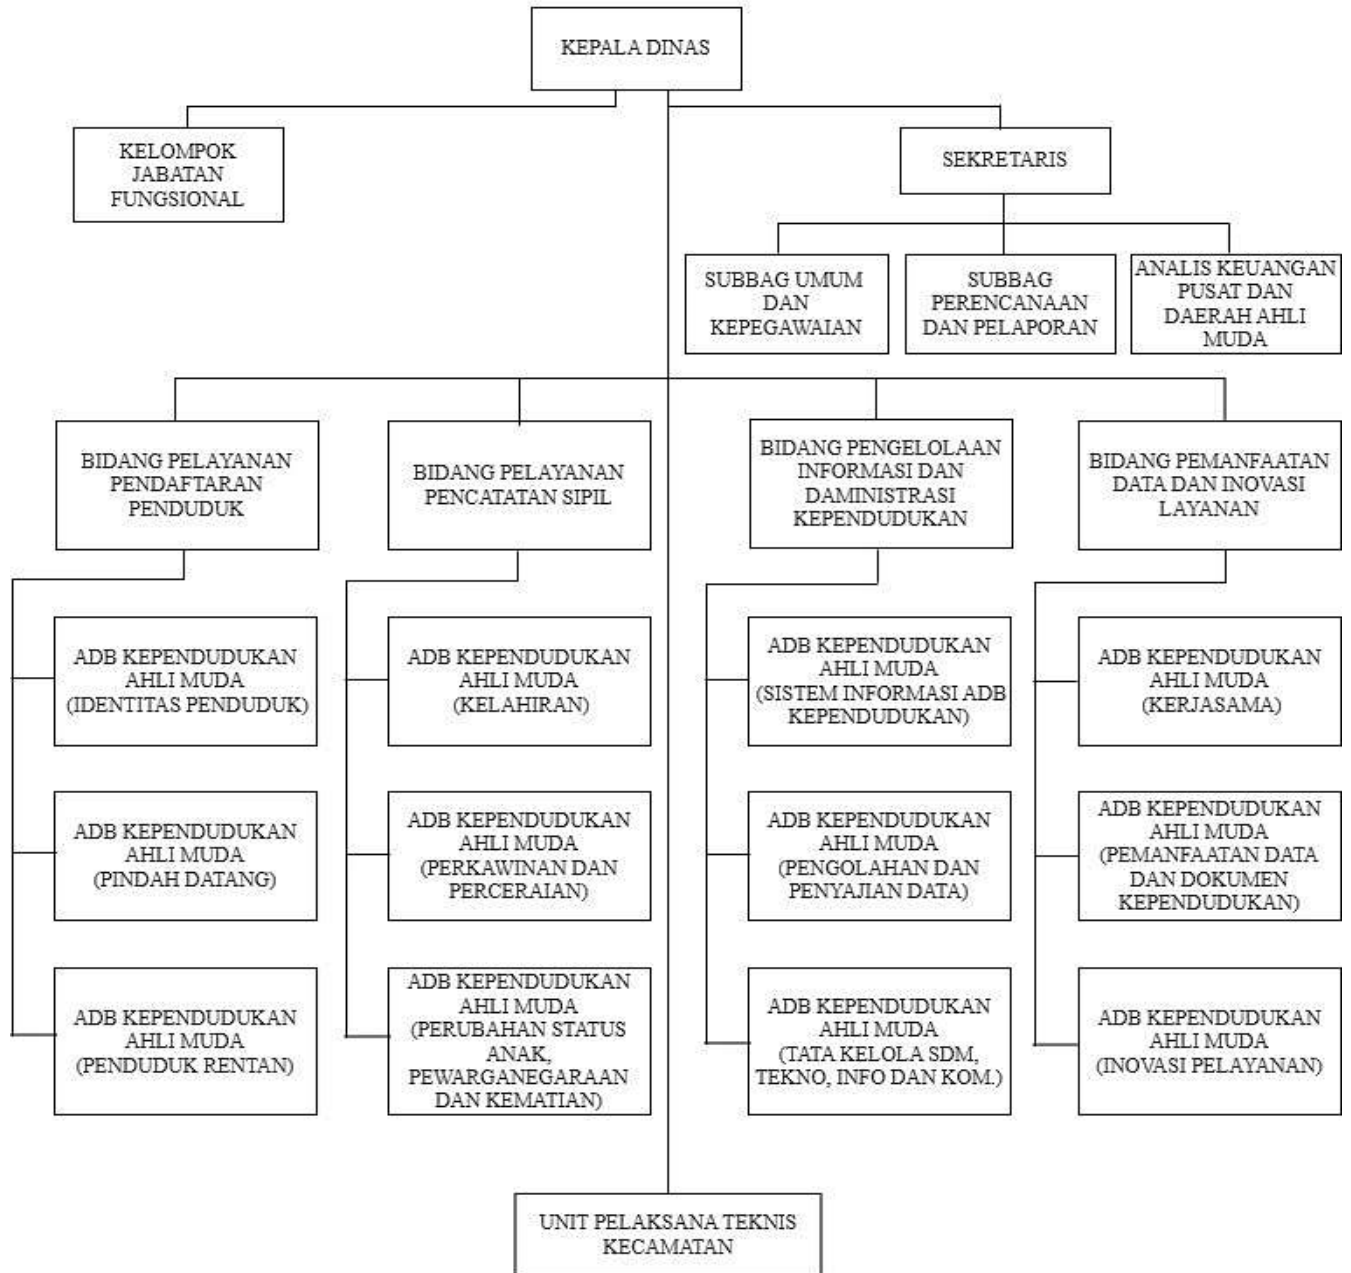 KEPALA DINAS
KELOMPOK
JABATAN
FUNGSIONAL
SEKRETARIS
SUBBAG UMUM
DAN
KEPEGAWAIAN
SUBBAG
PERENCANAAN
DAN PELAPORAN
ANALIS KEUANGAN
PUSAT DAN
DAERAH AHLI
MUDA
BIDANG PELAYANAN
PENDAFTARAN
PENDUDUK
BIDANG PELAYANAN
PENCATATAN SIPIL
BIDANG PENGELOLAAN
INFORMASI DAN
DAMINISTRASI
KEPENDUDUKAN
BIDANG PEMANFAATAN
DATA DAN INOVASI
LAYANAN
ADB KEPENDUDUKAN
AHLI MUDA
(IDENTITAS PENDUDUK)
ADB KEPENDUDUKAN
AHLI MUDA
(KELAHIRAN)
ADB KEPENDUDUKAN
AHLI MUDA
(SISTEM INFORMASI ADB
KEPENDUDUKAN)
ADB KEPENDUDUKAN
AHLI MUDA
(KERJASAMA)
ADB KEPENDUDUKAN
AHLI MUDA
(PINDAH DATANG)
ADB KEPENDUDUKAN
AHLI MUDA
(PERKAWINAN DAN
PERCERAIAN)
ADB KEPENDUDUKAN
AHLI MUDA
(PENGOLAHAN DAN
PENYAJIAN DATA)
ADB KEPENDUDUKAN
AHLI MUDA
(PEMANFAATAN DATA
DAN DOKUMEN
KEPENDUDUKAN)
ADB KEPENDUDUKAN
AHLI MUDA
(PENDUDUK RENTAN)
ADB KEPENDUDUKAN
AHLI MUDA
(PERUBAHAN STATUS
ANAK,
PEWARGANEGARAAN
DAN KEMATIAN)
ADB KEPENDUDUKAN
AHLI MUDA
(TATA KELOLA SDM,
TEKNO, INFO DAN KOM.)
ADB KEPENDUDUKAN
AHLI MUDA
(INOVASI PELAYANAN)
UNIT PELAKSANA TEKNIS
KECAMATAN